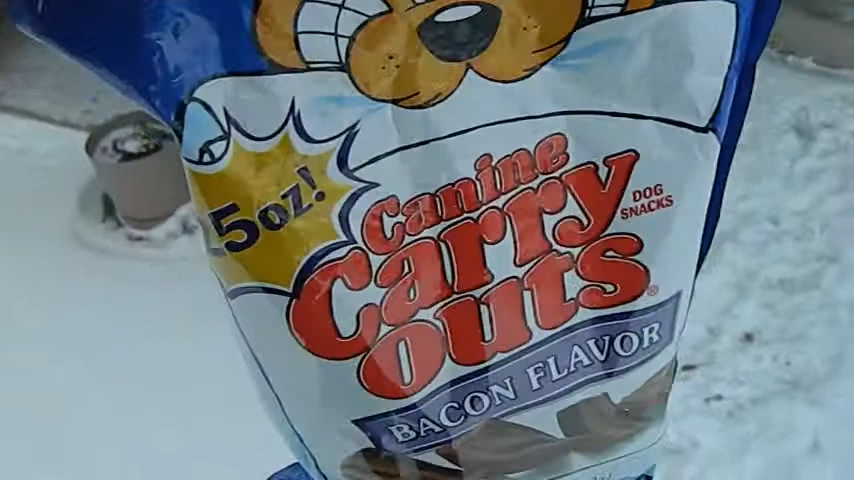 5oz!
Canine
Carry
outs
DOG
SNACKS
®
BACON FLAVOR